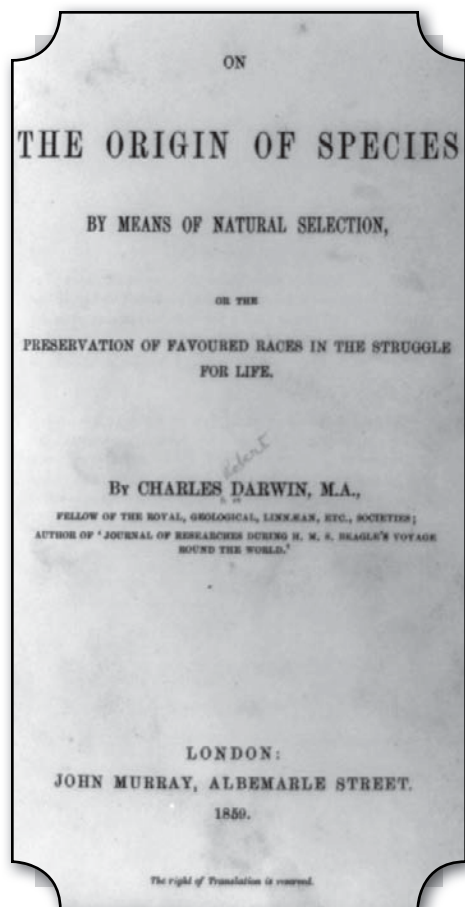 ON
THE ORIGIN OF SPECIES
BY MEANS OF NATURAL SELECTION,
OR THE
PRESERVATION OF FAVOURED RACES IN THE STRUGGLE
FOR LIFE.
Robert
By CHARLES DARWIN, M.A.,
FELLOW OF THE ROYAL, GEOLOGICAL, LINNÆAN, ETC., SOCIETIES;
AUTHOR OF 'JOURNAL OF RESEARCHES DURING H. M. S. BEAGLE'S VOYAGE
ROUND THE WORLD.'
LONDON:
JOHN MURRAY, ALBEMARLE STREET.
1859.
The right of Translation is reserved.